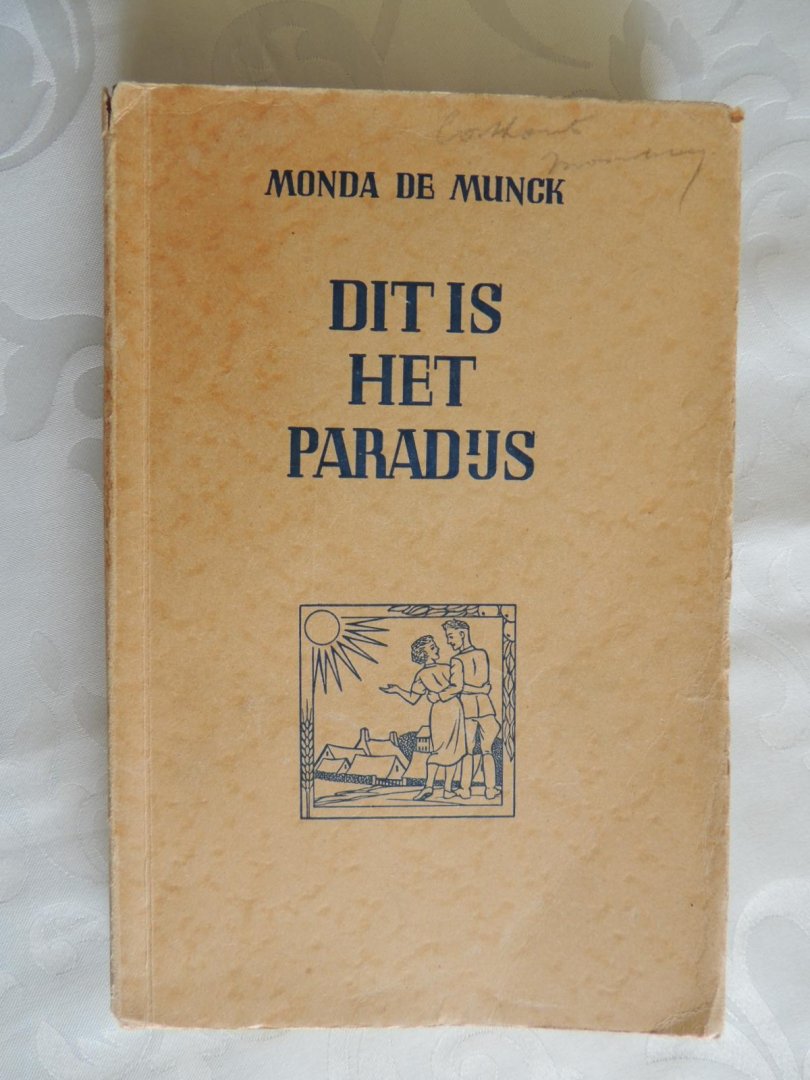 MONDA DE MUNCK
DIT IS
HET
PARADIJS